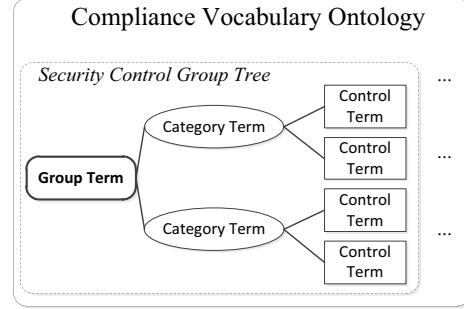 Compliance Vocabulary Ontology
Security Control Group Tree
...
Control
Term
Category Term
Control
Term
...
Group Term
Control
Term
Category Term
...
Control
Term